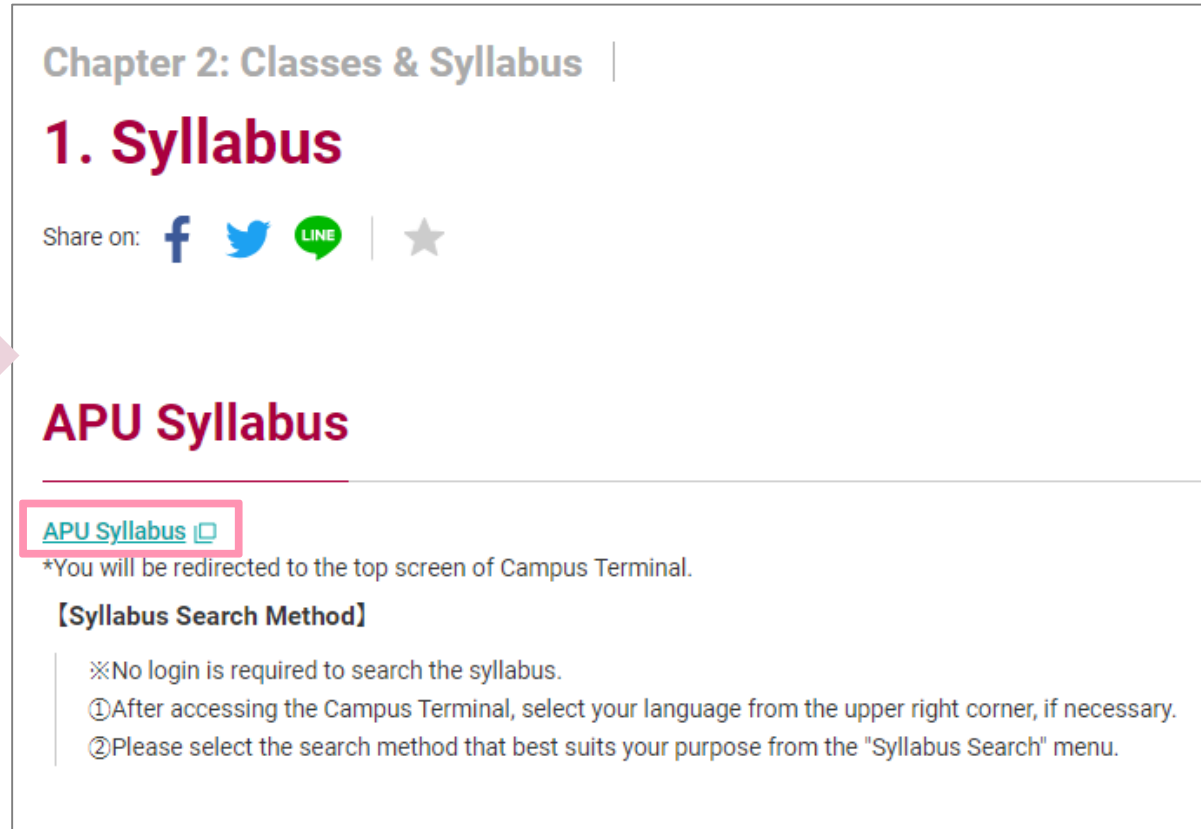 Chapter 2: Classes & Syllabus
1. Syllabus
Share on:
LINE
APU Syllabus
APU Syllabus
*You will be redirected to the top screen of Campus Terminal.
【Syllabus Search Method】
※No login is required to search the syllabus.
①After accessing the Campus Terminal, select your language from the upper right corner, if necessary.
②Please select the search method that best suits your purpose from the "Syllabus Search" menu.